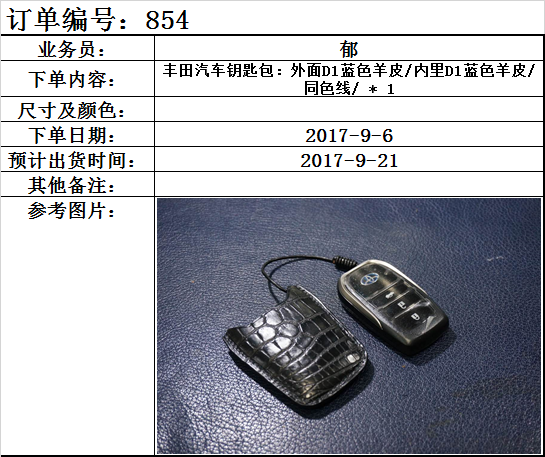 订单编号：854
业务员：
郁
下单内容：
丰田汽车钥匙包：外面D1蓝色羊皮/内里D1蓝色羊皮/
同色线/ * 1
尺寸及颜色：
下单日期：
2017-9-6
预计出货时间：
2017-9-21
其他备注：
参考图片：